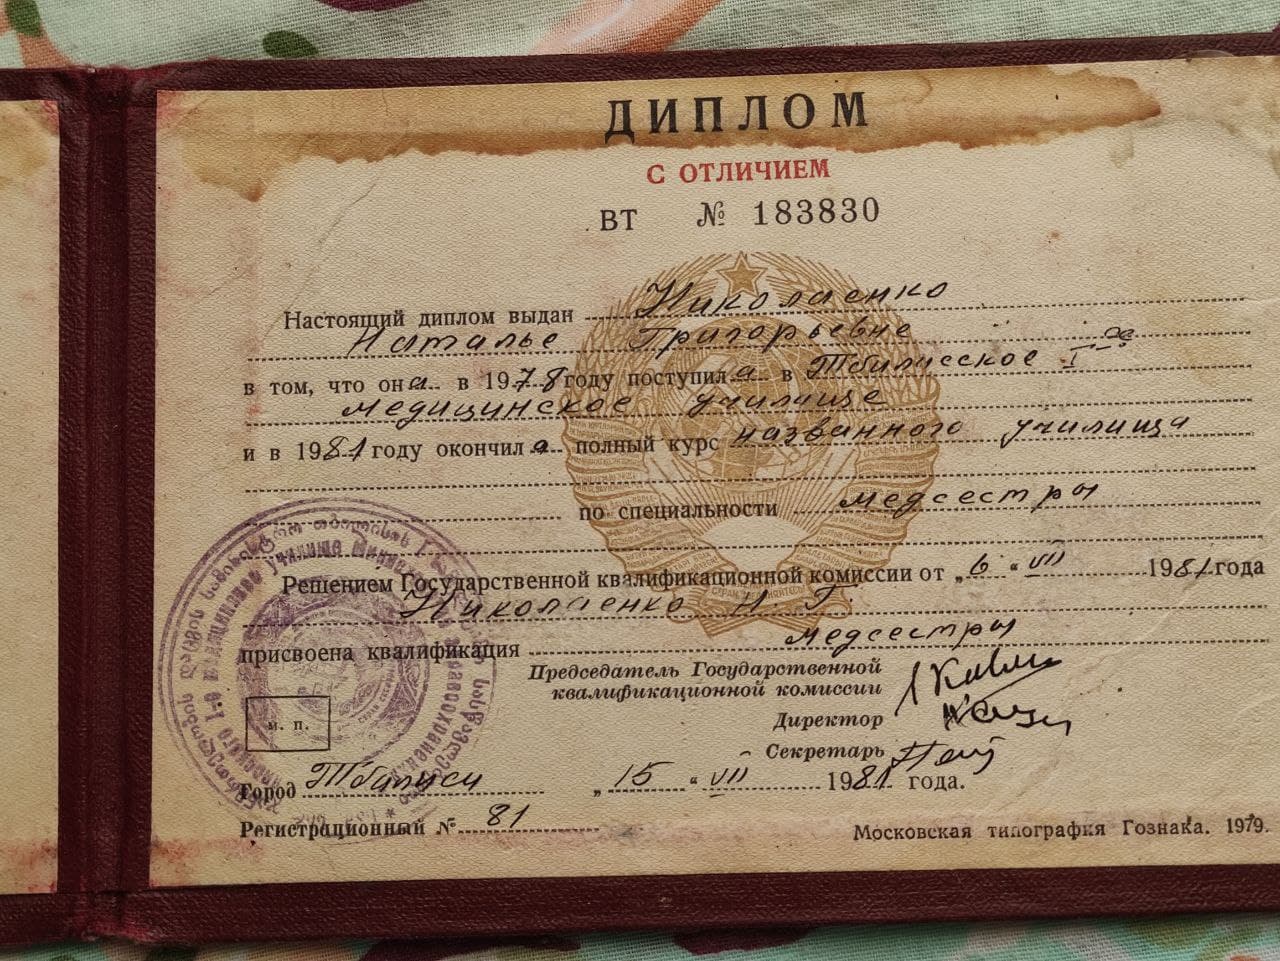 ДИПЛОМ
С ОТЛИЧИЕМ
ВТ № 183830
Настоящий диплом выдан Николаенко
Наталье Григорьевне
в том, что она в 1978 году поступила в Тбилисское I-ое
медицинское училище
и в 1981 году окончила полный курс названного училища
по специальности медсестры
Решением Государственной квалификационной комиссии от „6" VII 1981 года
Николаенко Н. Г.
присвоена квалификация медсестры
Председатель Государственной
квалификационной комиссии
Директор
Секретарь
м. п.
Город Тбилиси „15" VII 1981 года.
Регистрационный № 81
Московская типография Гознака. 1979.